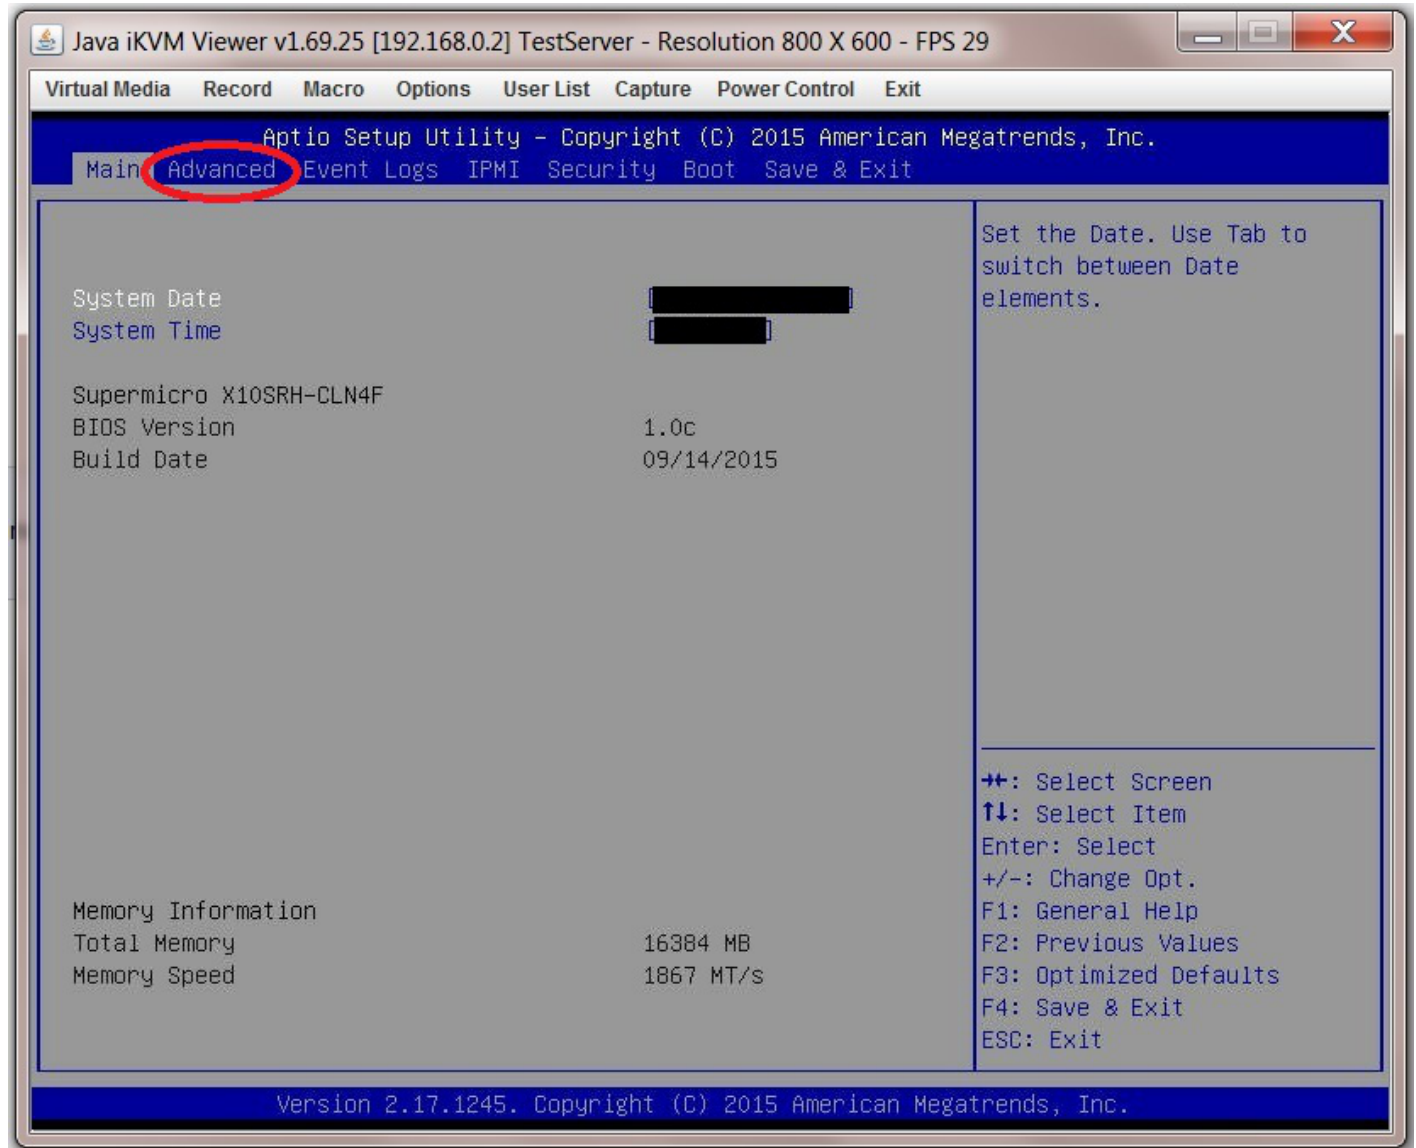 Java iKVM Viewer v1.69.25 [192.168.0.2] TestServer - Resolution 800 X 600 - FPS 29
Virtual Media Record Macro Options User List Capture Power Control Exit
Aptio Setup Utility – Copyright (C) 2015 American Megatrends, Inc.
Main Advanced Event Logs IPMI Security Boot Save & Exit
System Date [ ]
System Time [ ]
Supermicro X10SRH-CLN4F
BIOS Version 1.0c
Build Date 09/14/2015
Memory Information
Total Memory 16384 MB
Memory Speed 1867 MT/s
Set the Date. Use Tab to
switch between Date
elements.
→←: Select Screen
↑↓: Select Item
Enter: Select
+/-: Change Opt.
F1: General Help
F2: Previous Values
F3: Optimized Defaults
F4: Save & Exit
ESC: Exit
Version 2.17.1245. Copyright (C) 2015 American Megatrends, Inc.